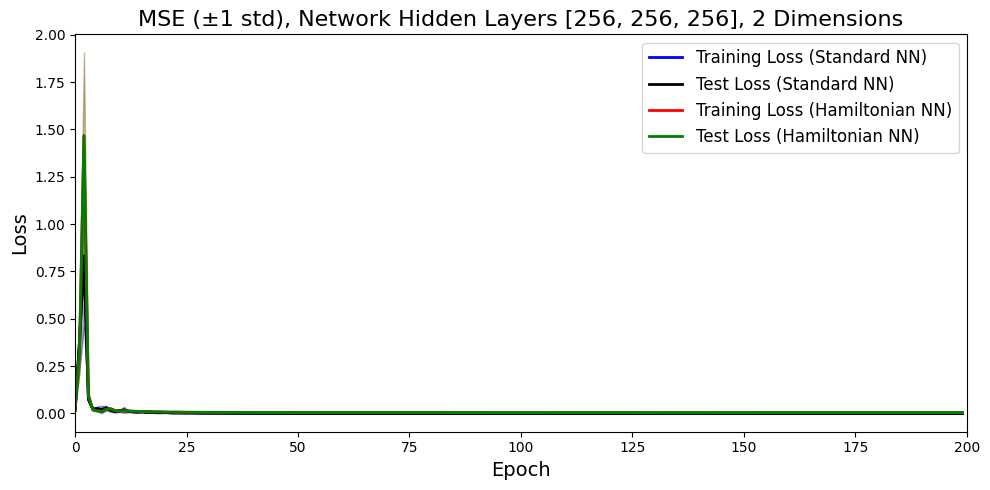 MSE (±1 std), Network Hidden Layers [256, 256, 256], 2 Dimensions
2.00
1.75
1.50
1.25
1.00
0.75
0.50
0.25
0.00
Loss
Training Loss (Standard NN)
Test Loss (Standard NN)
Training Loss (Hamiltonian NN)
Test Loss (Hamiltonian NN)
0 25 50 75 100 125 150 175 200
Epoch